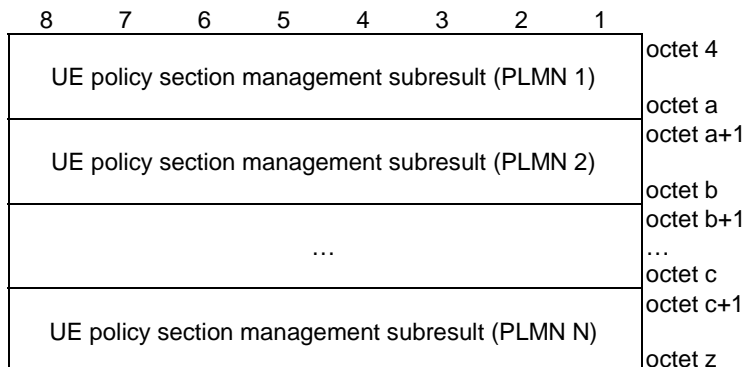 8 7 6 5 4 3 2 1
octet 4
UE policy section management subresult (PLMN 1)
octet a
octet a+1
UE policy section management subresult (PLMN 2)
octet b
octet b+1
… …
octet c
octet c+1
UE policy section management subresult (PLMN N)
octet z